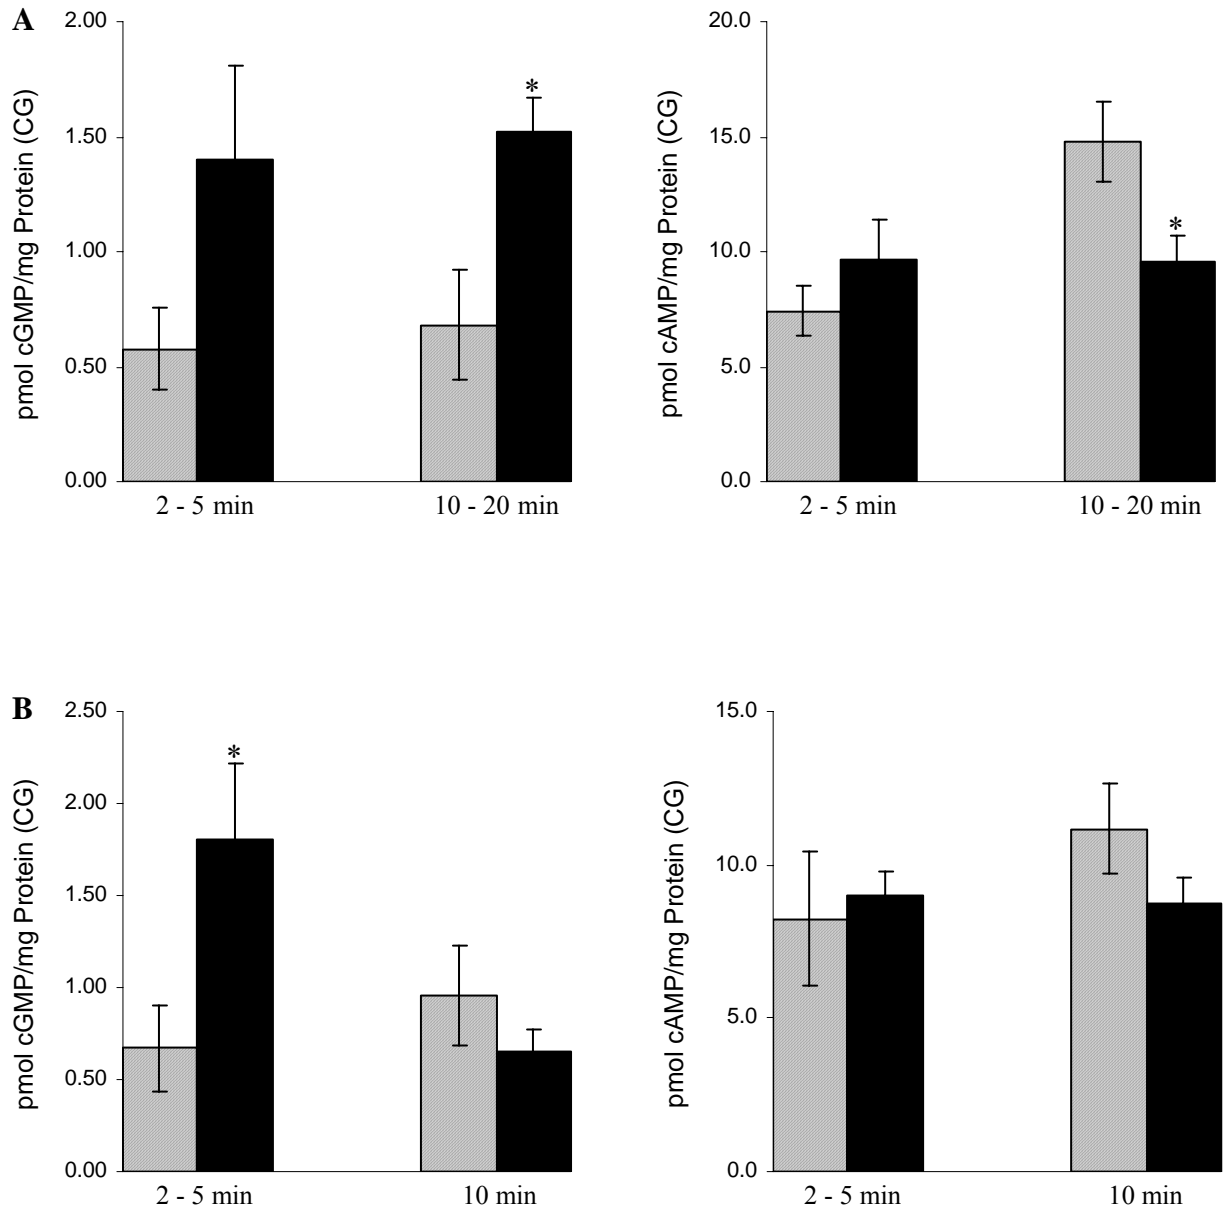 A
pmol cGMP/mg Protein (CG)
2.00
1.50
1.00
0.50
0.00
*
2 - 5 min
10 - 20 min
pmol cAMP/mg Protein (CG)
20.0
15.0
10.0
5.0
0.0
*
2 - 5 min
10 - 20 min
B
pmol cGMP/mg Protein (CG)
2.50
2.00
1.50
1.00
0.50
0.00
*
2 - 5 min
10 min
pmol cAMP/mg Protein (CG)
15.0
10.0
5.0
0.0
2 - 5 min
10 min